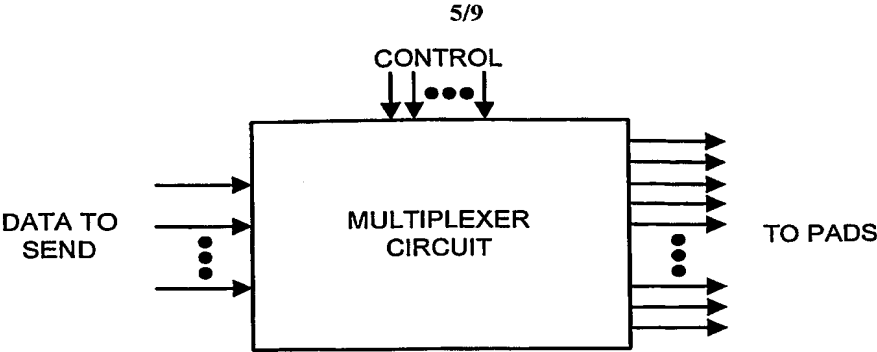 5/9
CONTROL
DATA TO
SEND
MULTIPLEXER
CIRCUIT
TO PADS